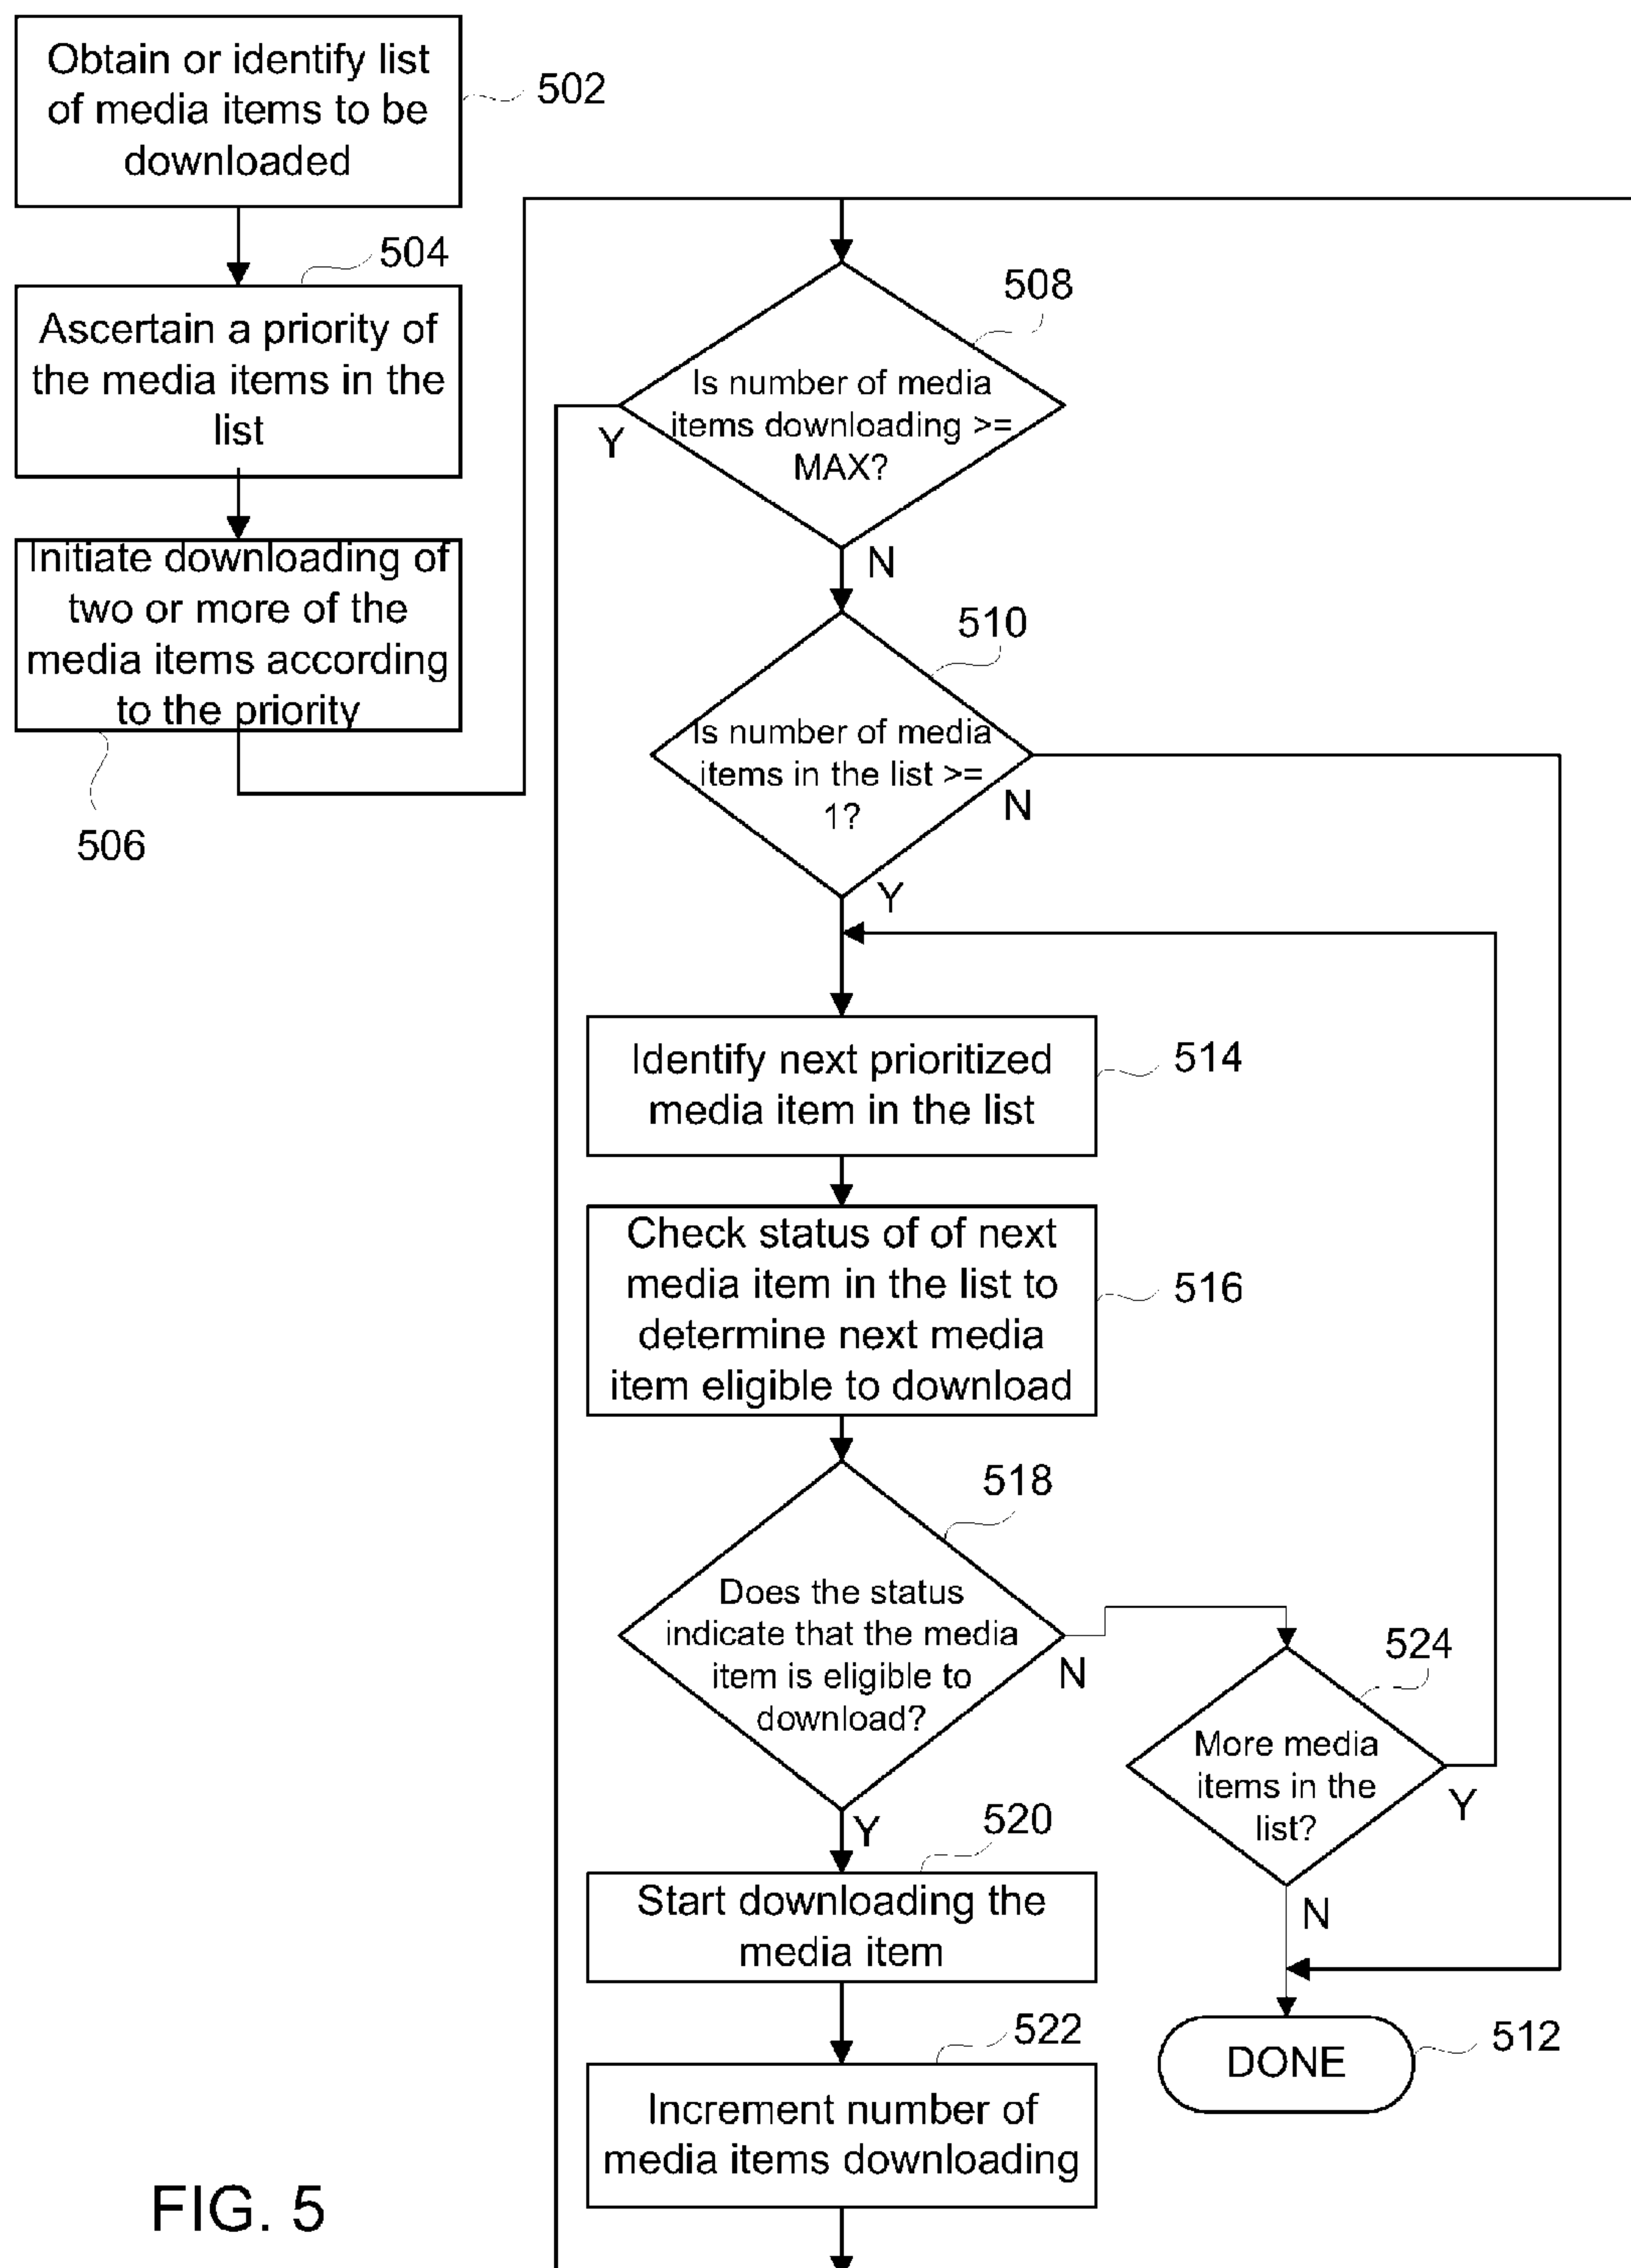 Obtain or identify list
of media items to be
downloaded
502
504
Ascertain a priority of
the media items in the
list
Initiate downloading of
two or more of the
media items according
to the priority
506
508
Is number of media
items downloading >=
MAX?
Y
N
510
Is number of media
items in the list >=
1?
N
Y
Identify next prioritized
media item in the list
514
Check status of of next
media item in the list to
determine next media
item eligible to download
516
518
Does the status
indicate that the media
item is eligible to
download?
N
Y
524
More media
items in the
list?
Y
N
520
Start downloading the
media item
522
Increment number of
media items downloading
DONE
512
FIG. 5